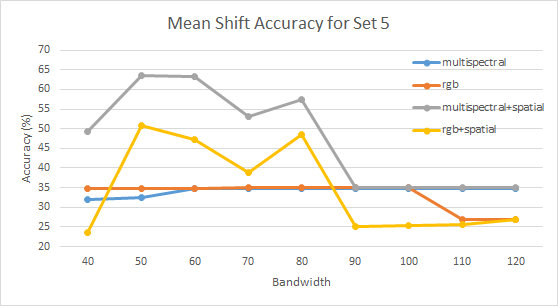 Mean Shift Accuracy for Set 5
70
65
60
55
50
45
40
35
30
25
20
Accuracy (%)
multispectral
rgb
multispectral+spatial
rgb+spatial
40 50 60 70 80 90 100 110 120
Bandwidth